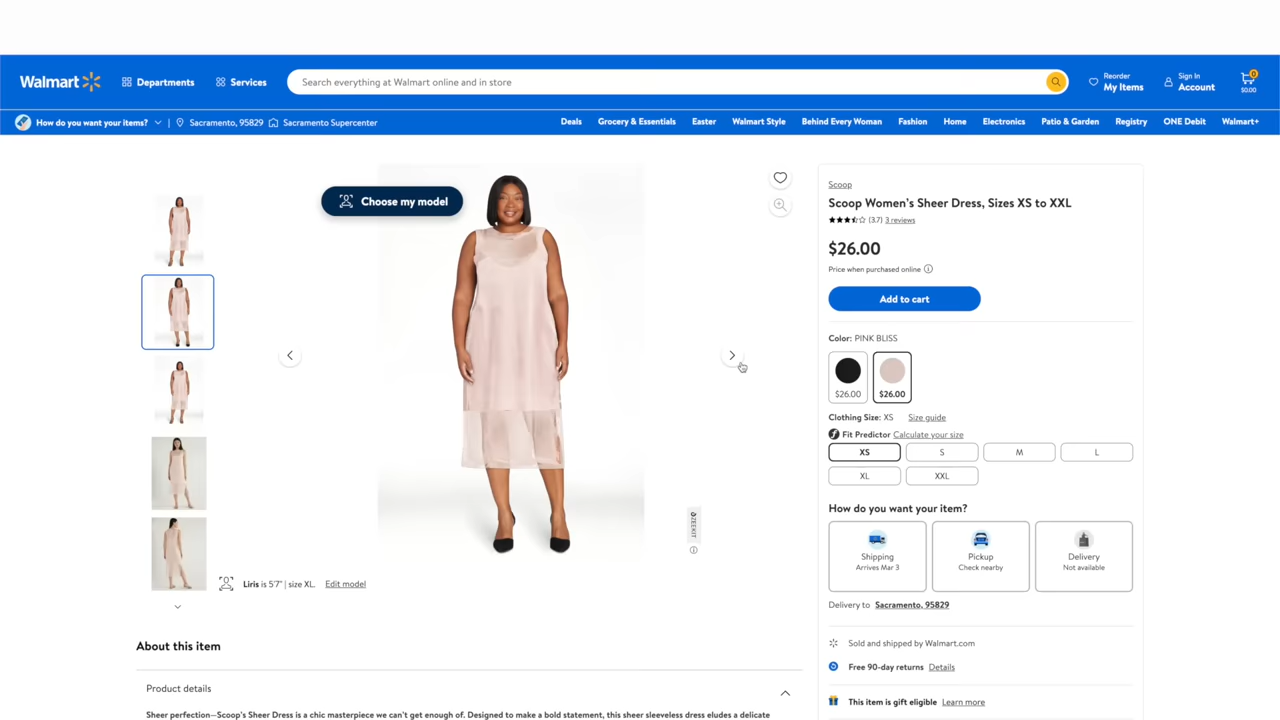 Walmart
Departments
Services
Search everything at Walmart online and in store
Reorder
My Items
Sign In
Account
0
$0.00
How do you want your items?
Sacramento, 95829
Sacramento Supercenter
Deals
Grocery & Essentials
Easter
Walmart Style
Behind Every Woman
Fashion
Home
Electronics
Patio & Garden
Registry
ONE Debit
Walmart+
Choose my model
ZEEKIT
Liris is 5'7" | size XL.
Edit model
Scoop
Scoop Women's Sheer Dress, Sizes XS to XXL
(3.7) 3 reviews
$26.00
Price when purchased online
Add to cart
Color: PINK BLISS
$26.00
$26.00
Clothing Size: XS Size guide
Fit Predictor Calculate your size
XS
S
M
L
XL
XXL
How do you want your item?
Shipping
Arrives Mar 3
Pickup
Check nearby
Delivery
Not available
Delivery to Sacramento, 95829
Sold and shipped by Walmart.com
Free 90-day returns Details
This item is gift eligible Learn more
About this item
Product details
Sheer perfection—Scoop's Sheer Dress is a chic masterpiece we can't get enough of. Designed to make a bold statement, this sheer sleeveless dress eludes a delicate